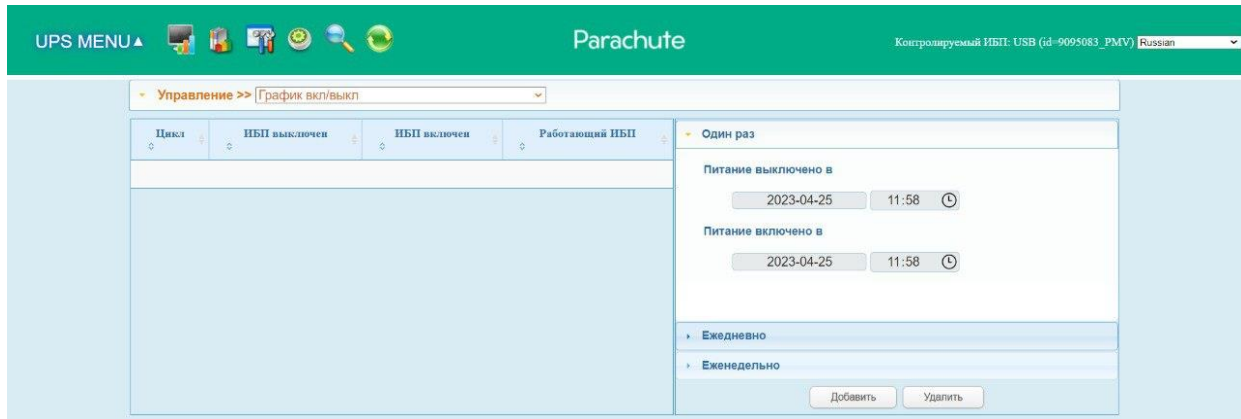 UPS MENU▲ Parachute Контролируемый ИБП: USB (id=9095083_PMV) Russian
Управление >> График вкл/выкл
Цикл ИБП выключен ИБП включен Работающий ИБП
Один раз
Питание выключено в
2023-04-25 11:58
Питание включено в
2023-04-25 11:58
Ежедневно
Еженедельно
Добавить Удалить